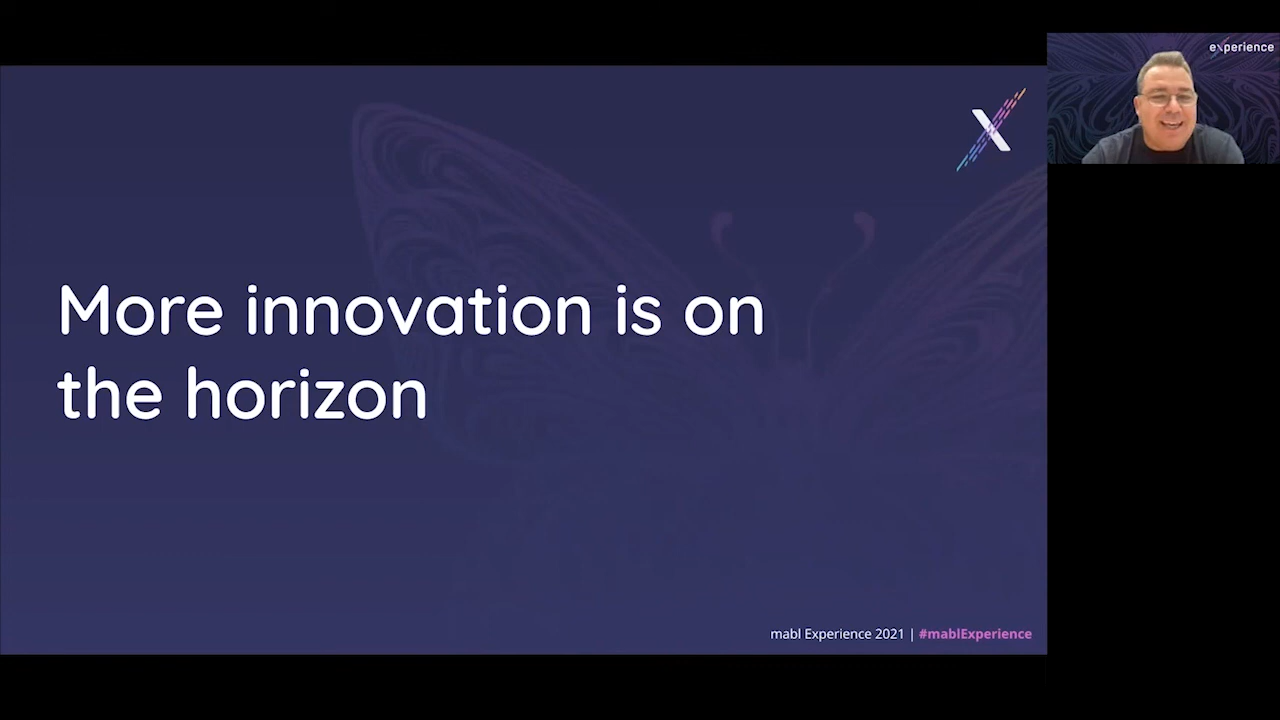 experience
More innovation is on
the horizon
mabl Experience 2021 | #mablExperience